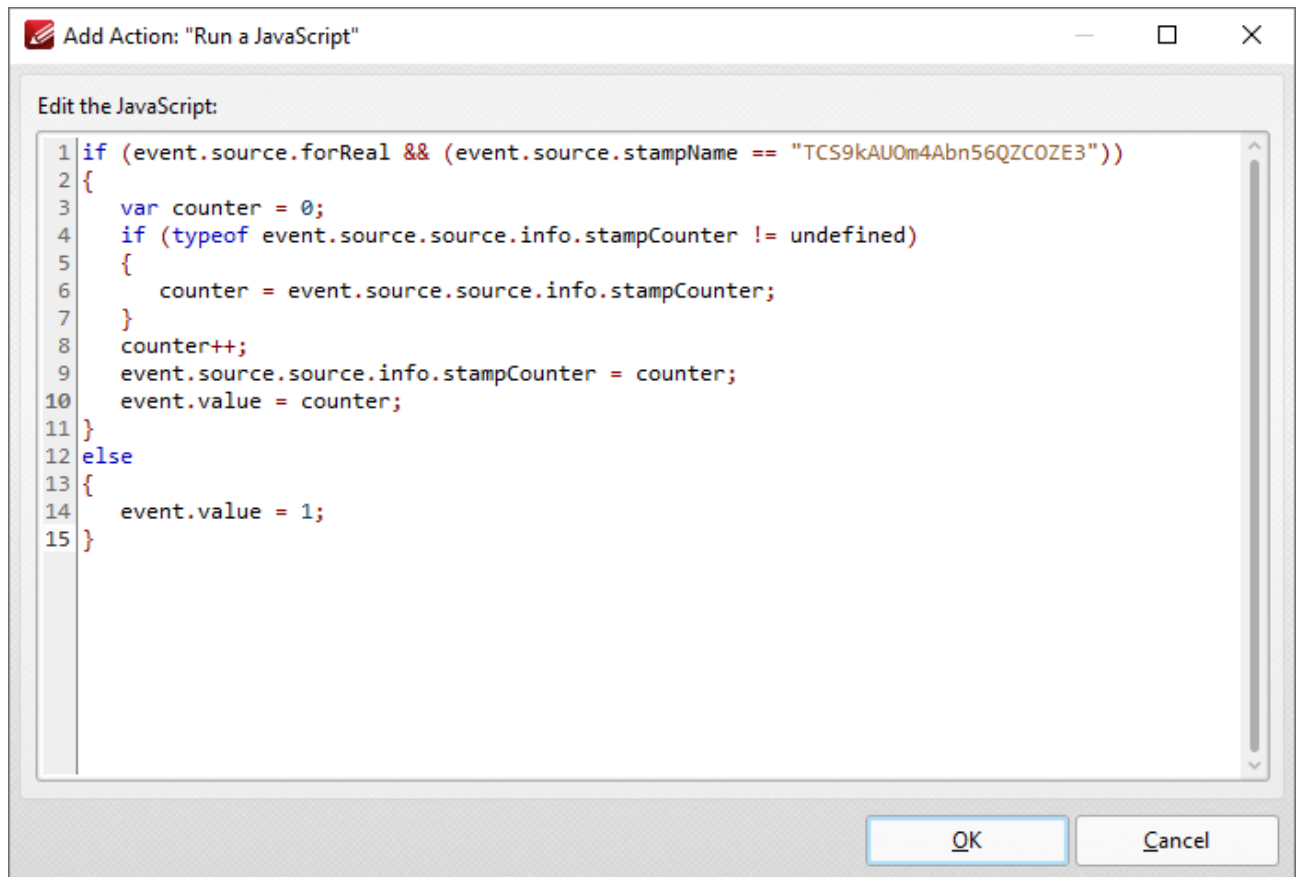 Add Action: "Run a JavaScript"
Edit the JavaScript:
1 if (event.source.forReal && (event.source.stampName == "TCS9kAUOm4Abn56QZCOZE3"))
2 {
3    var counter = 0;
4    if (typeof event.source.source.info.stampCounter != undefined)
5    {
6       counter = event.source.source.info.stampCounter;
7    }
8    counter++;
9    event.source.source.info.stampCounter = counter;
10    event.value = counter;
11 }
12 else
13 {
14    event.value = 1;
15 }
OK
Cancel